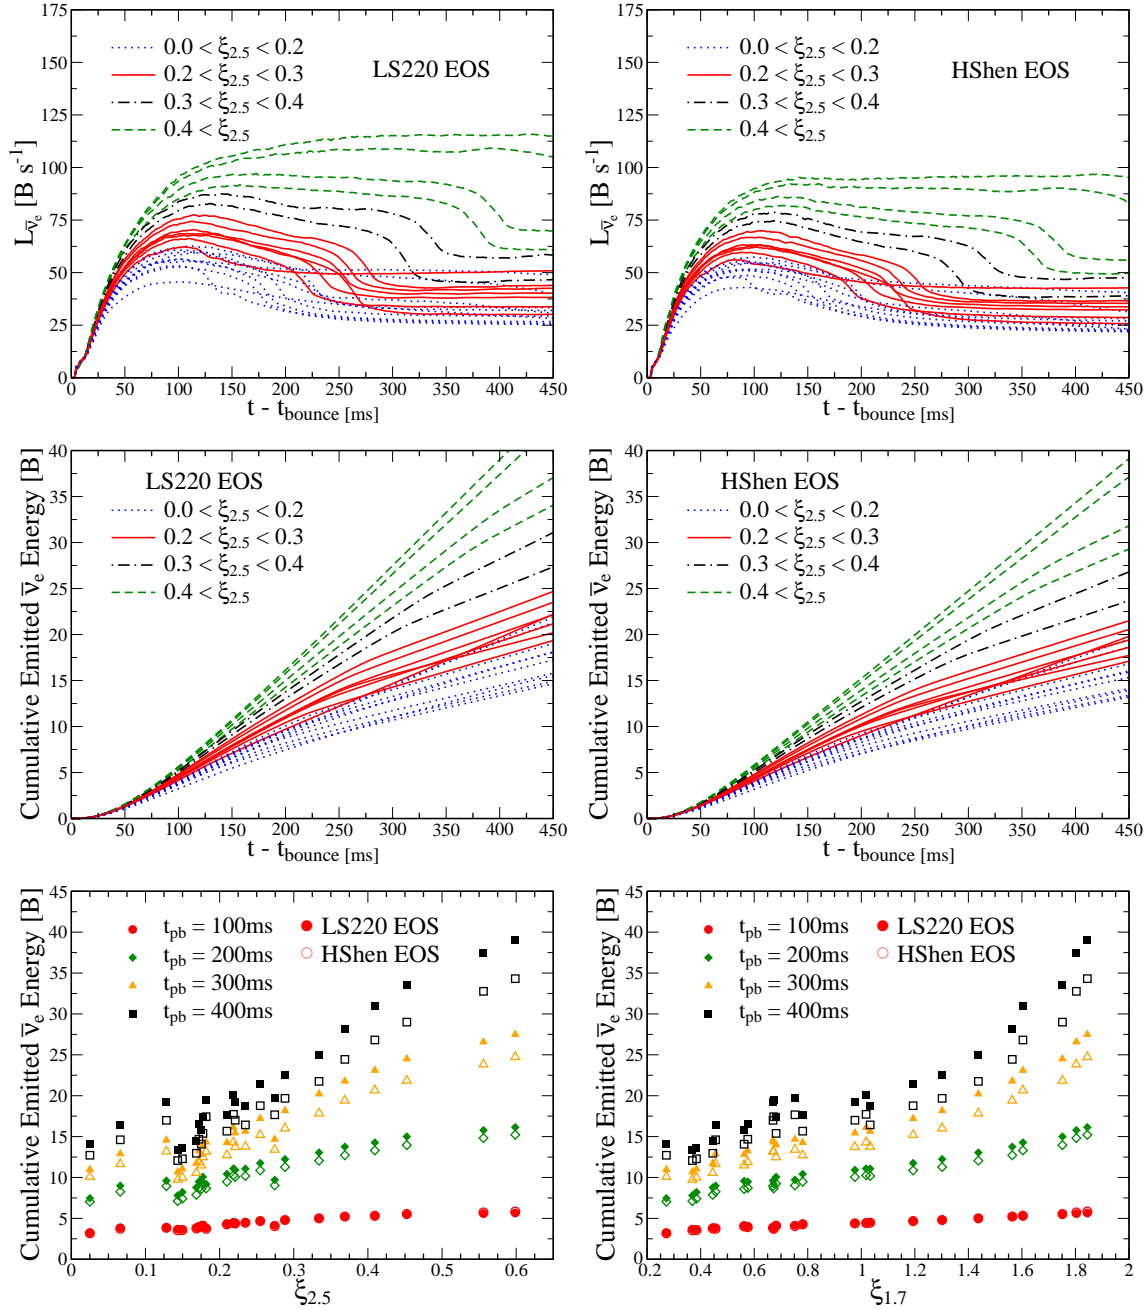 175
150
125
100
75
50
25
0
L_ν̄e [B s⁻¹]
0.0 < ξ2.5 < 0.2
0.2 < ξ2.5 < 0.3
0.3 < ξ2.5 < 0.4
0.4 < ξ2.5
LS220 EOS
0 50 100 150 200 250 300 350 400 450
t - tbounce [ms]
175
150
125
100
75
50
25
0
L_ν̄e [B s⁻¹]
0.0 < ξ2.5 < 0.2
0.2 < ξ2.5 < 0.3
0.3 < ξ2.5 < 0.4
0.4 < ξ2.5
HShen EOS
0 50 100 150 200 250 300 350 400 450
t - tbounce [ms]
40
35
30
25
20
15
10
5
0
Cumulative Emitted ν̄e Energy [B]
LS220 EOS
0.0 < ξ2.5 < 0.2
0.2 < ξ2.5 < 0.3
0.3 < ξ2.5 < 0.4
0.4 < ξ2.5
0 50 100 150 200 250 300 350 400 450
t - tbounce [ms]
40
35
30
25
20
15
10
5
0
Cumulative Emitted ν̄e Energy [B]
HShen EOS
0.0 < ξ2.5 < 0.2
0.2 < ξ2.5 < 0.3
0.3 < ξ2.5 < 0.4
0.4 < ξ2.5
0 50 100 150 200 250 300 350 400 450
t - tbounce [ms]
45
40
35
30
25
20
15
10
5
0
Cumulative Emitted ν̄e Energy [B]
tpb = 100ms
tpb = 200ms
tpb = 300ms
tpb = 400ms
LS220 EOS
HShen EOS
0 0.1 0.2 0.3 0.4 0.5 0.6
ξ2.5
45
40
35
30
25
20
15
10
5
0
Cumulative Emitted ν̄e Energy [B]
tpb = 100ms
tpb = 200ms
tpb = 300ms
tpb = 400ms
LS220 EOS
HShen EOS
0.2 0.4 0.6 0.8 1 1.2 1.4 1.6 1.8 2
ξ1.7